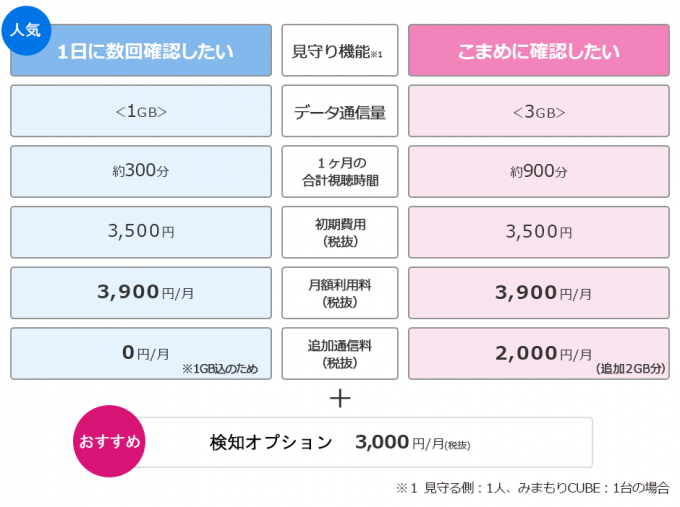 人気
1日に数回確認したい
見守り機能※1
こまめに確認したい
＜1GB＞
データ通信量
＜3GB＞
約300分
1ヶ月の
合計視聴時間
約900分
3,500円
初期費用
（税抜）
3,500円
3,900円/月
月額利用料
（税抜）
3,900円/月
0円/月
※1GB込のため
追加通信料
（税抜）
2,000円/月
（追加2GB分）
＋
おすすめ
検知オプション 3,000円/月(税抜)
※１ 見守る側：1人、みまもりCUBE：1台の場合